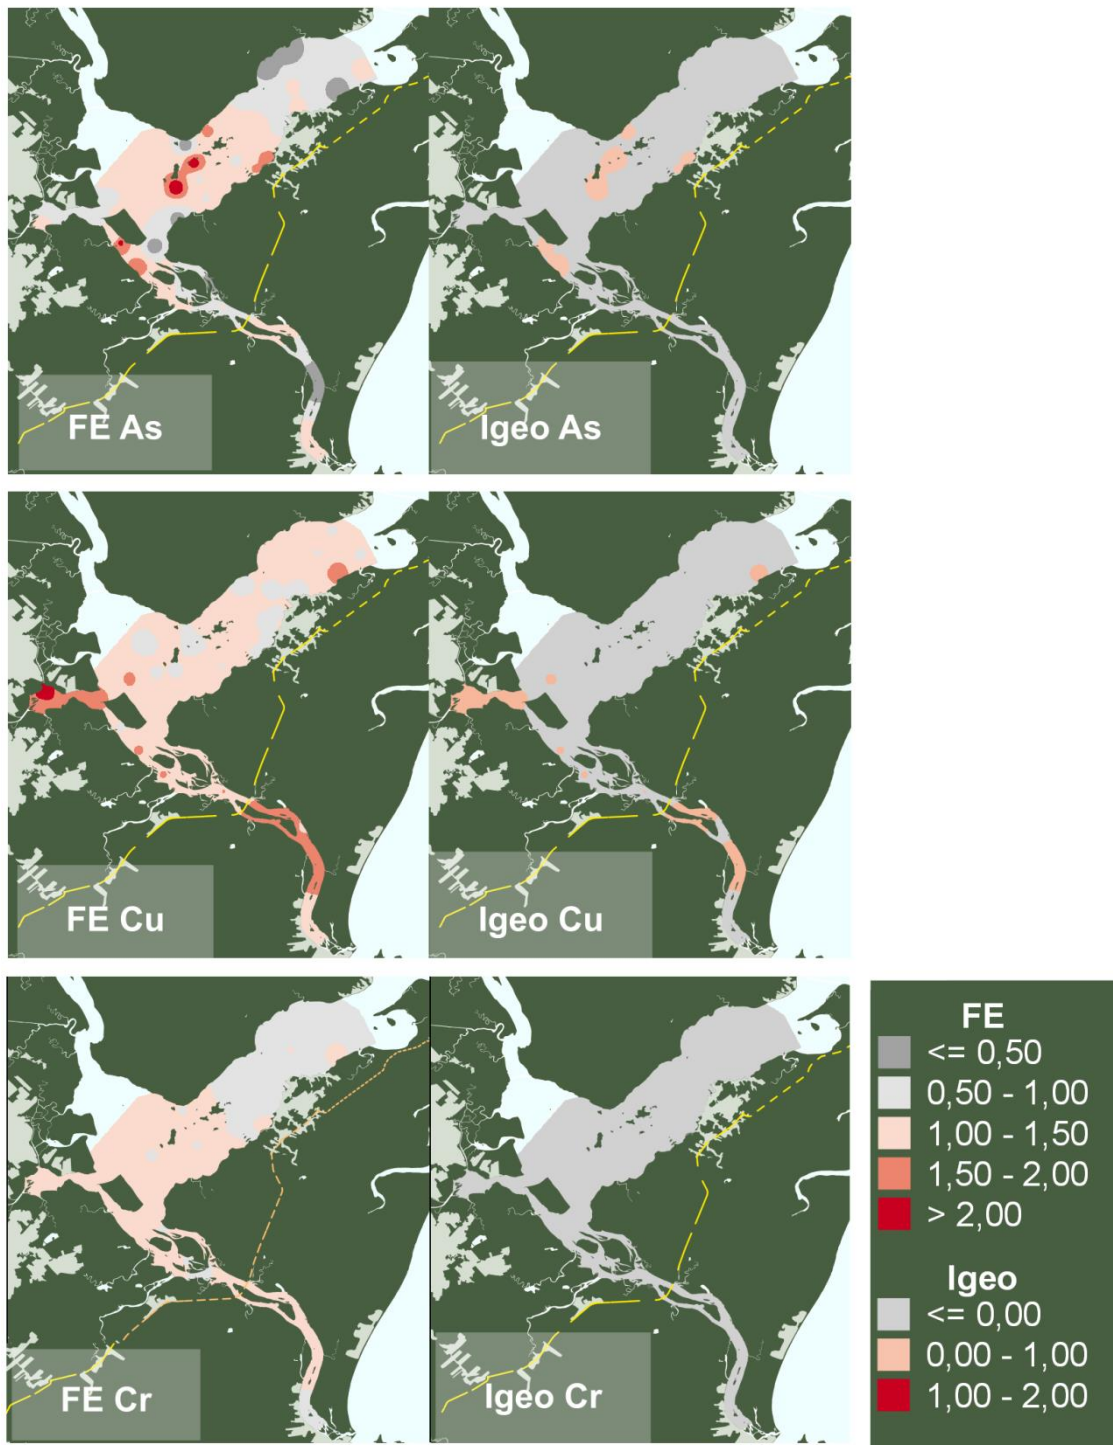 FE As
Igeo As
FE Cu
Igeo Cu
FE Cr
Igeo Cr
FE
<= 0,50
0,50 - 1,00
1,00 - 1,50
1,50 - 2,00
> 2,00
Igeo
<= 0,00
0,00 - 1,00
1,00 - 2,00